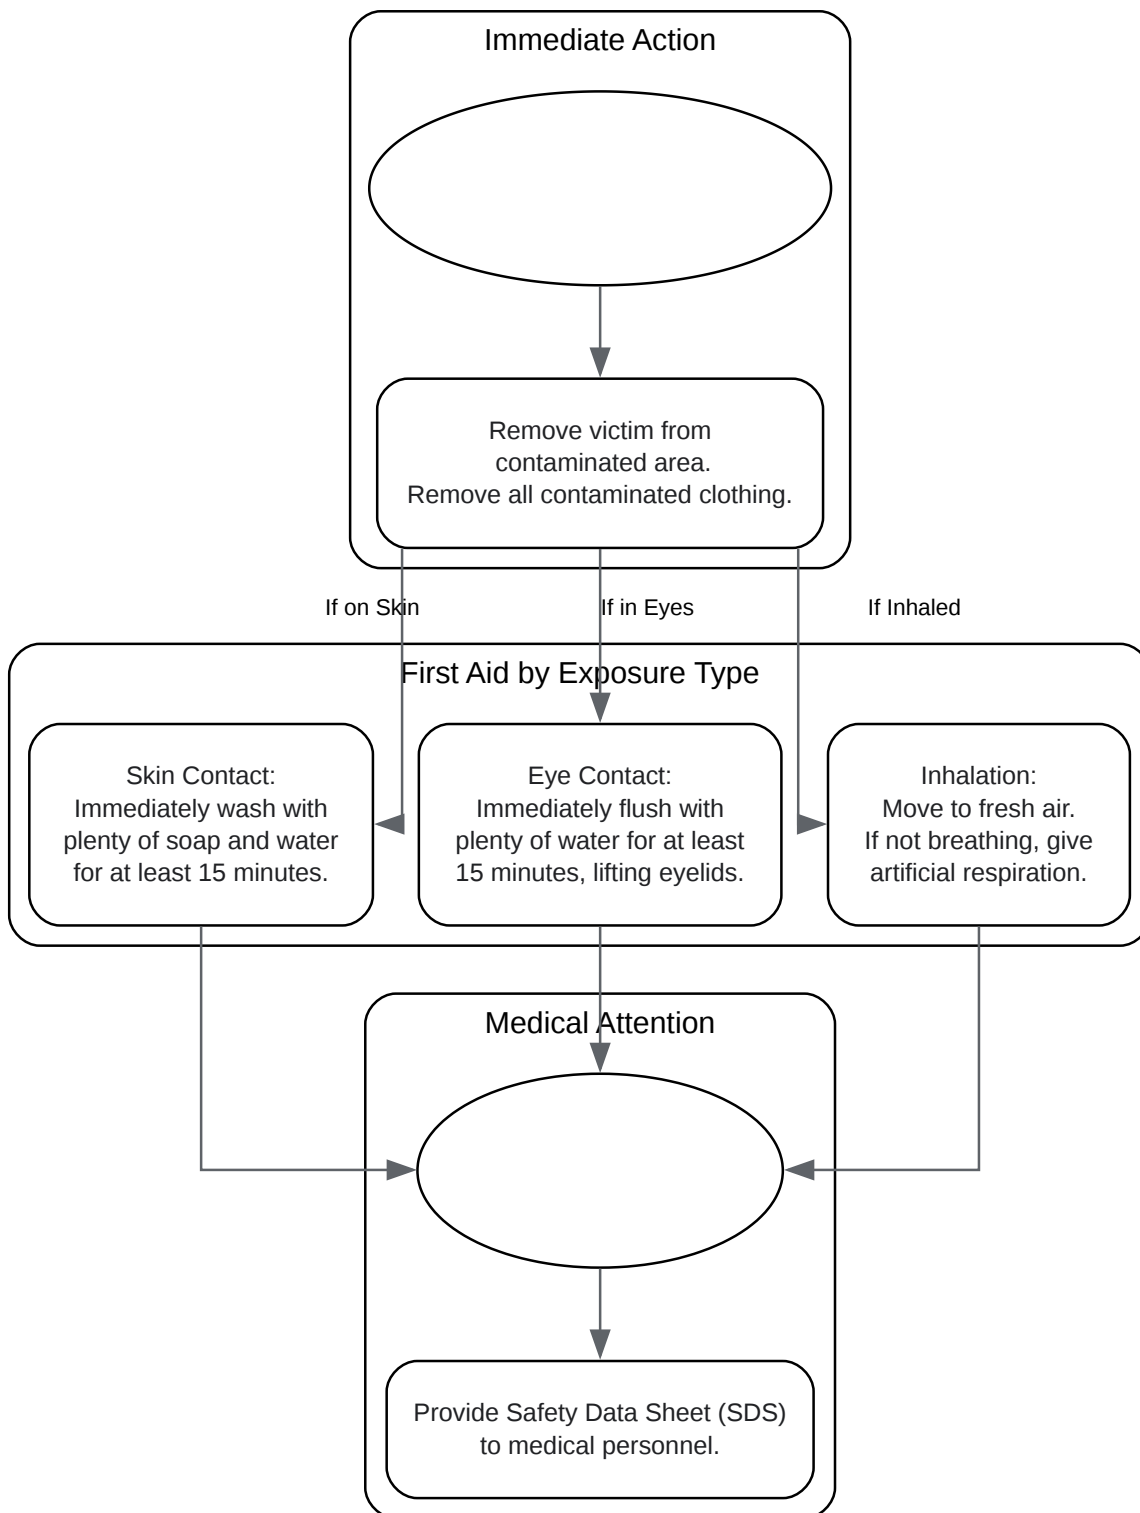 Immediate Action
Remove victim from
contaminated area.
Remove all contaminated clothing.
If on Skin
If in Eyes
If Inhaled
First Aid by Exposure Type
Skin Contact:
Immediately wash with
plenty of soap and water
for at least 15 minutes.
Eye Contact:
Immediately flush with
plenty of water for at least
15 minutes, lifting eyelids.
Inhalation:
Move to fresh air.
If not breathing, give
artificial respiration.
Medical Attention
Provide Safety Data Sheet (SDS)
to medical personnel.